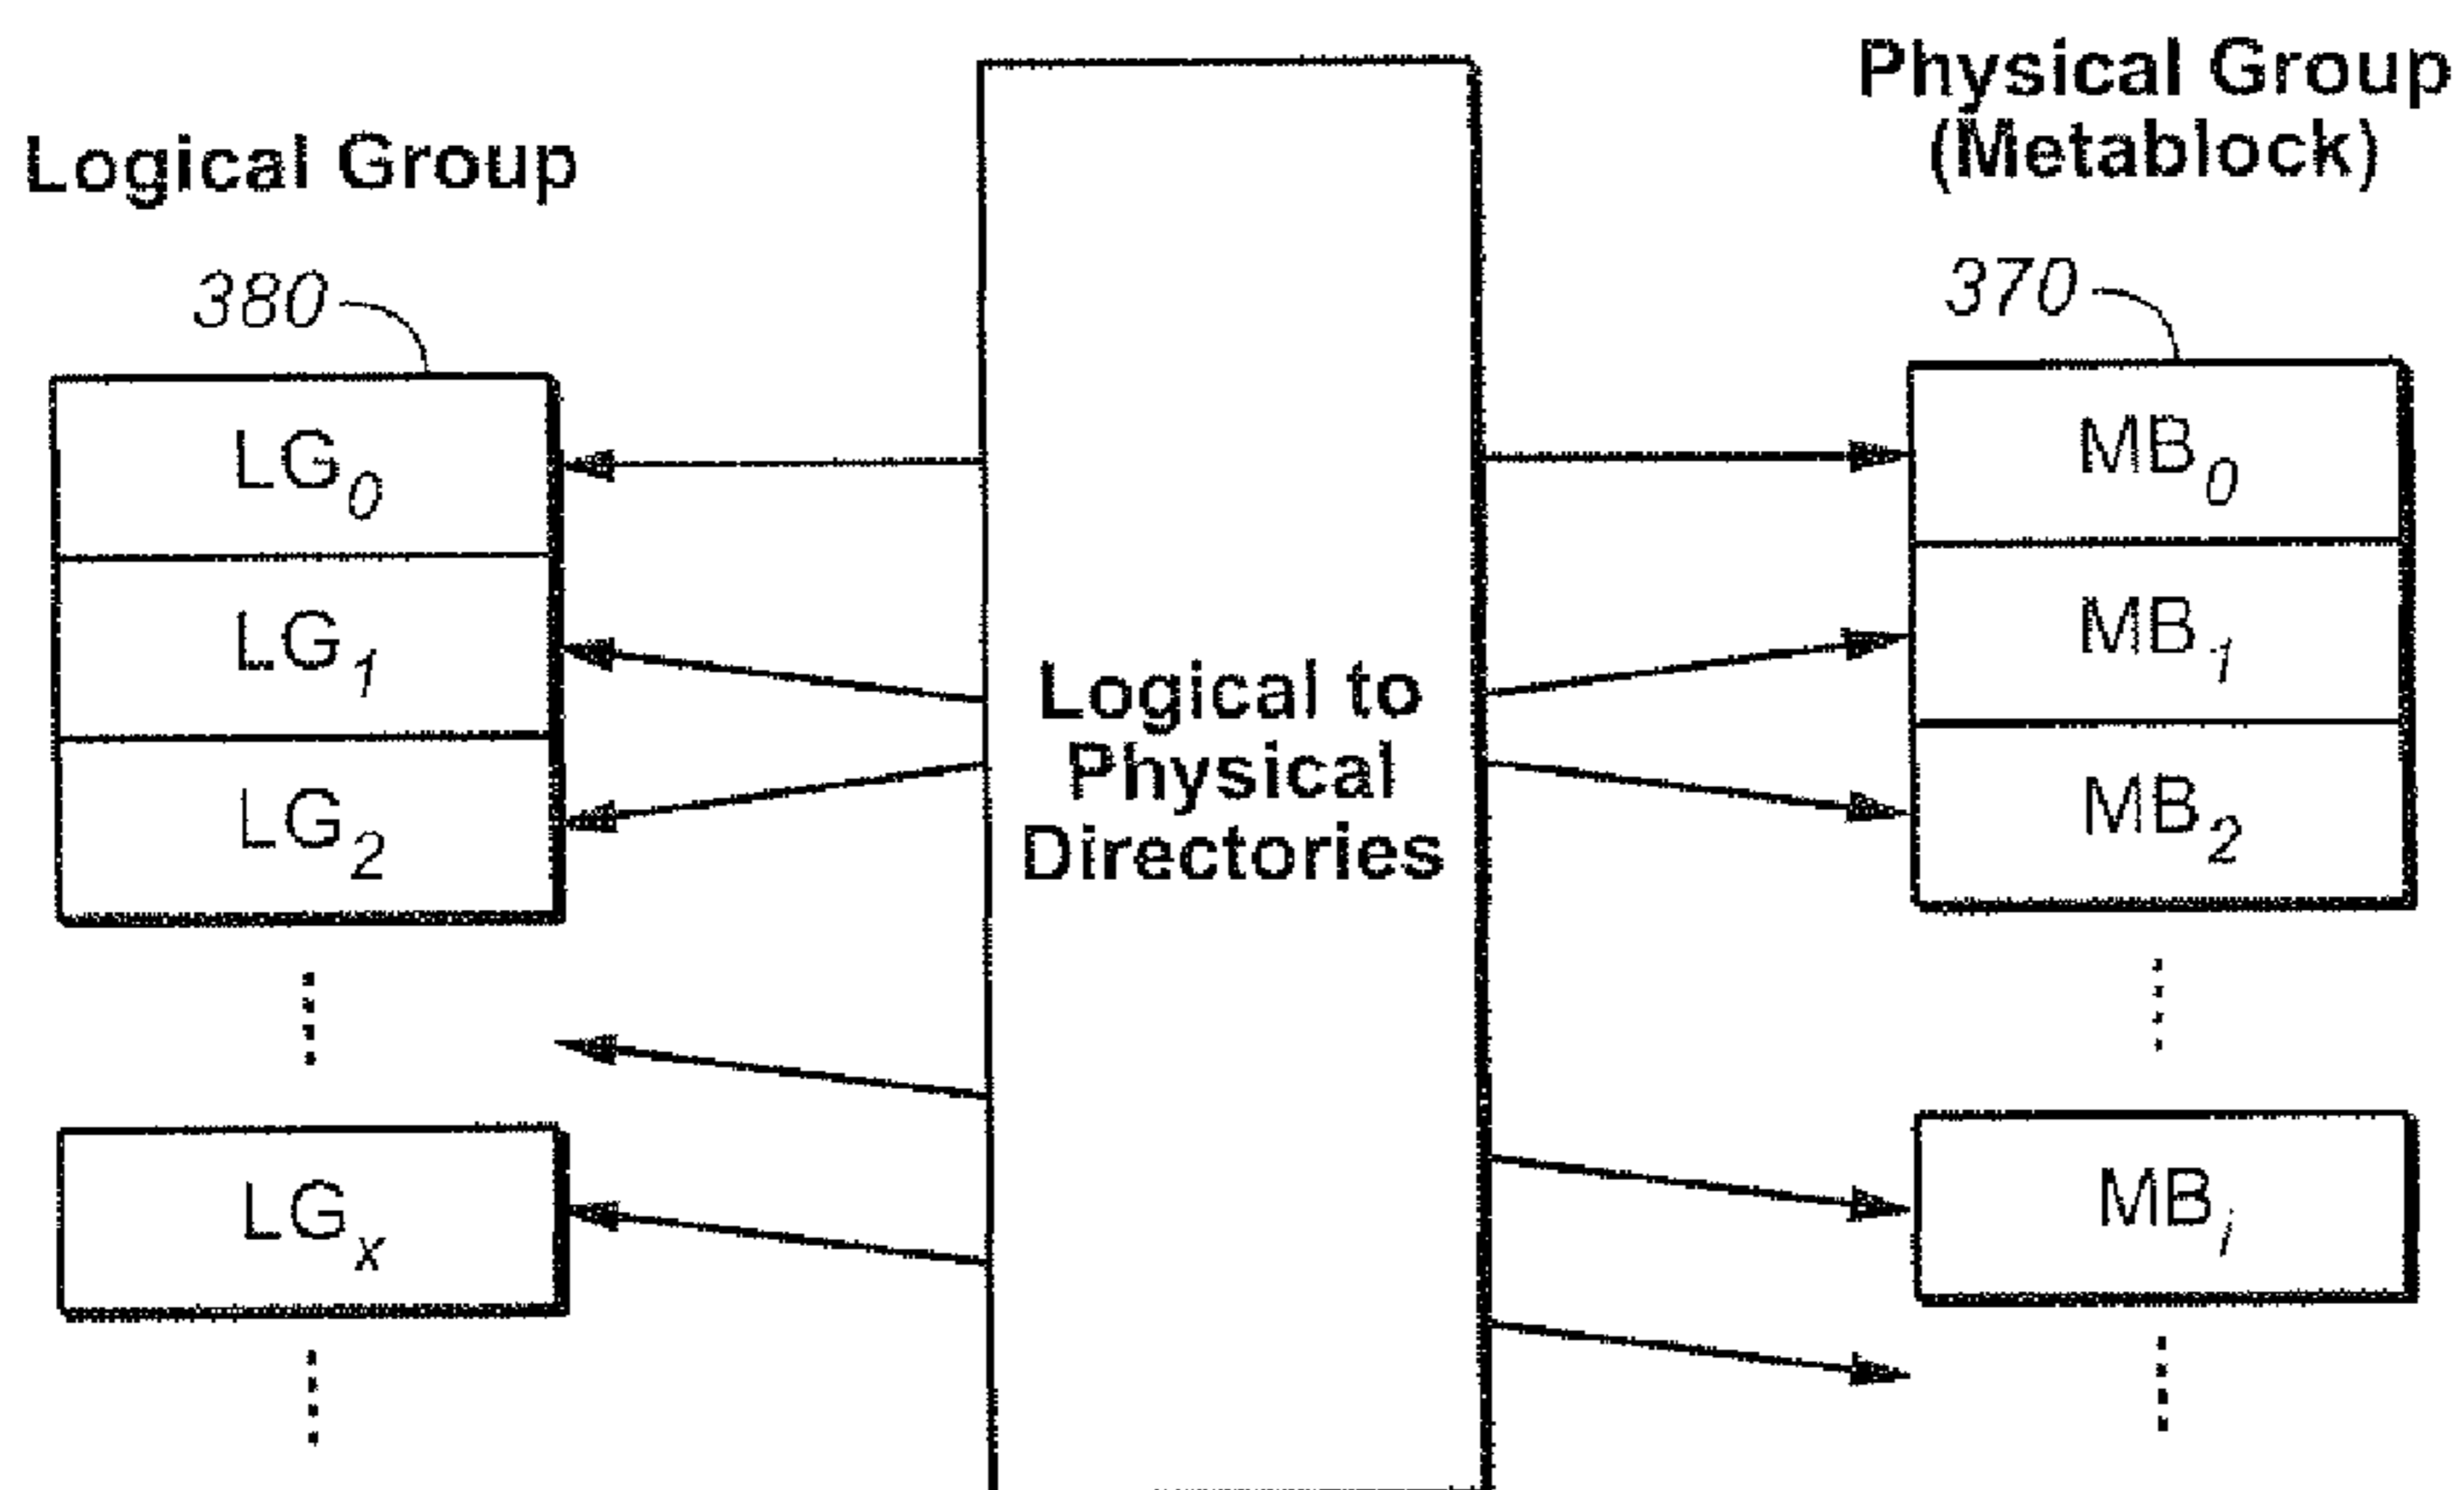 Physical Group
(Metablock)
Logical Group
380
370
LG0
MB0
LG1
MB1
Logical to
Physical
Directories
LG2
MB2
LGx
MBi